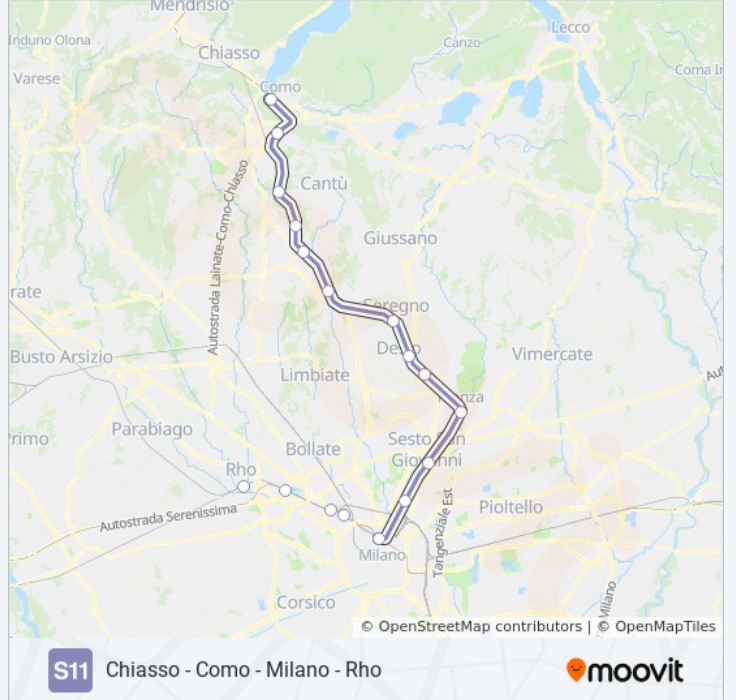 Mendrisio
Lecco
Induno Olona
Canzo
Chiasso
Varese
Coma
Como
Cantù
Autostrada Lainate-Como-Chiasso
Giussano
rate
Seregno
Busto Arsizio
Vimercate
Limbiate
Aut
nza
Parabiago
Primo
Sesto San
Bollate
Giovanni
Rho
Pioltello
Autostrada Serenissima
Tangenziale Est
Milano
Milano
Corsico
© OpenStreetMap contributors | © OpenMapTiles
S11 Chiasso - Como - Milano - Rho
moovit